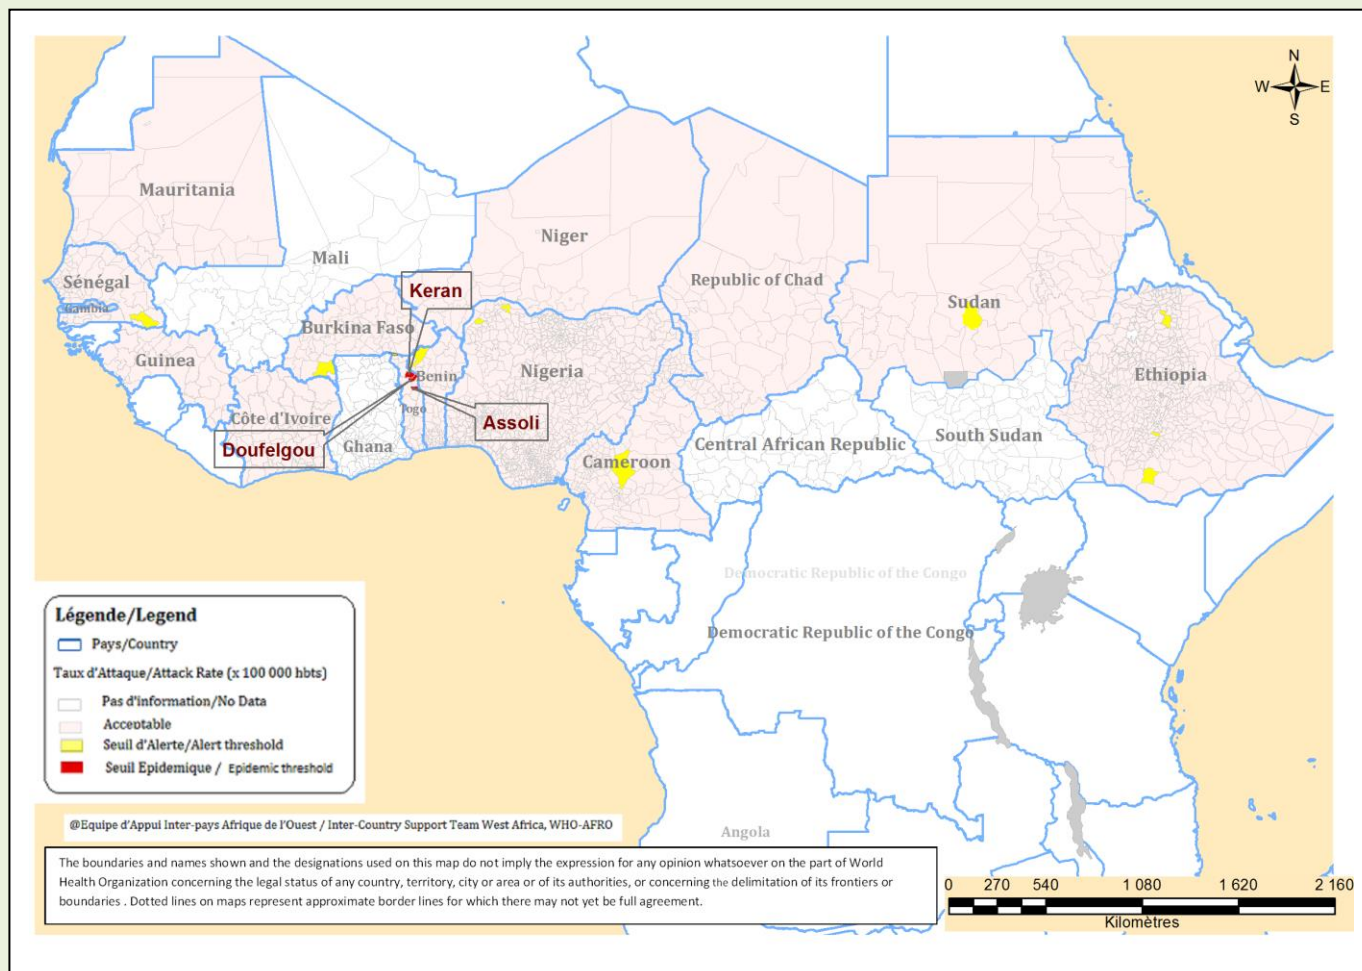 N
W
E
S
Mauritania
Mali
Niger
Republic of Chad
Sudan
Sénégal
Gambia
Keran
Burkina Faso
Guinea
Benin
Nigeria
Ethiopia
Togo
Côte d'Ivoire
Assoli
Doufelgou
Ghana
Cameroon
Central African Republic
South Sudan
Democratic Republic of the Congo
Democratic Republic of the Congo
Angola
Légende/Legend
Pays/Country
Taux d'Attaque/Attack Rate (x 100 000 hbts)
Pas d'information/No Data
Acceptable
Seuil d'Alerte/Alert threshold
Seuil Epidemique / Epidemic threshold
@Equipe d'Appui Inter-pays Afrique de l'Ouest / Inter-Country Support Team West Africa, WHO-AFRO
The boundaries and names shown and the designations used on this map do not imply the expression for any opinion whatsoever on the part of World
Health Organization concerning the legal status of any country, territory, city or area or of its authorities, or concerning the delimitation of its frontiers or
boundaries . Dotted lines on maps represent approximate border lines for which there may not yet be full agreement.
0 270 540 1 080 1 620 2 160
Kilomètres